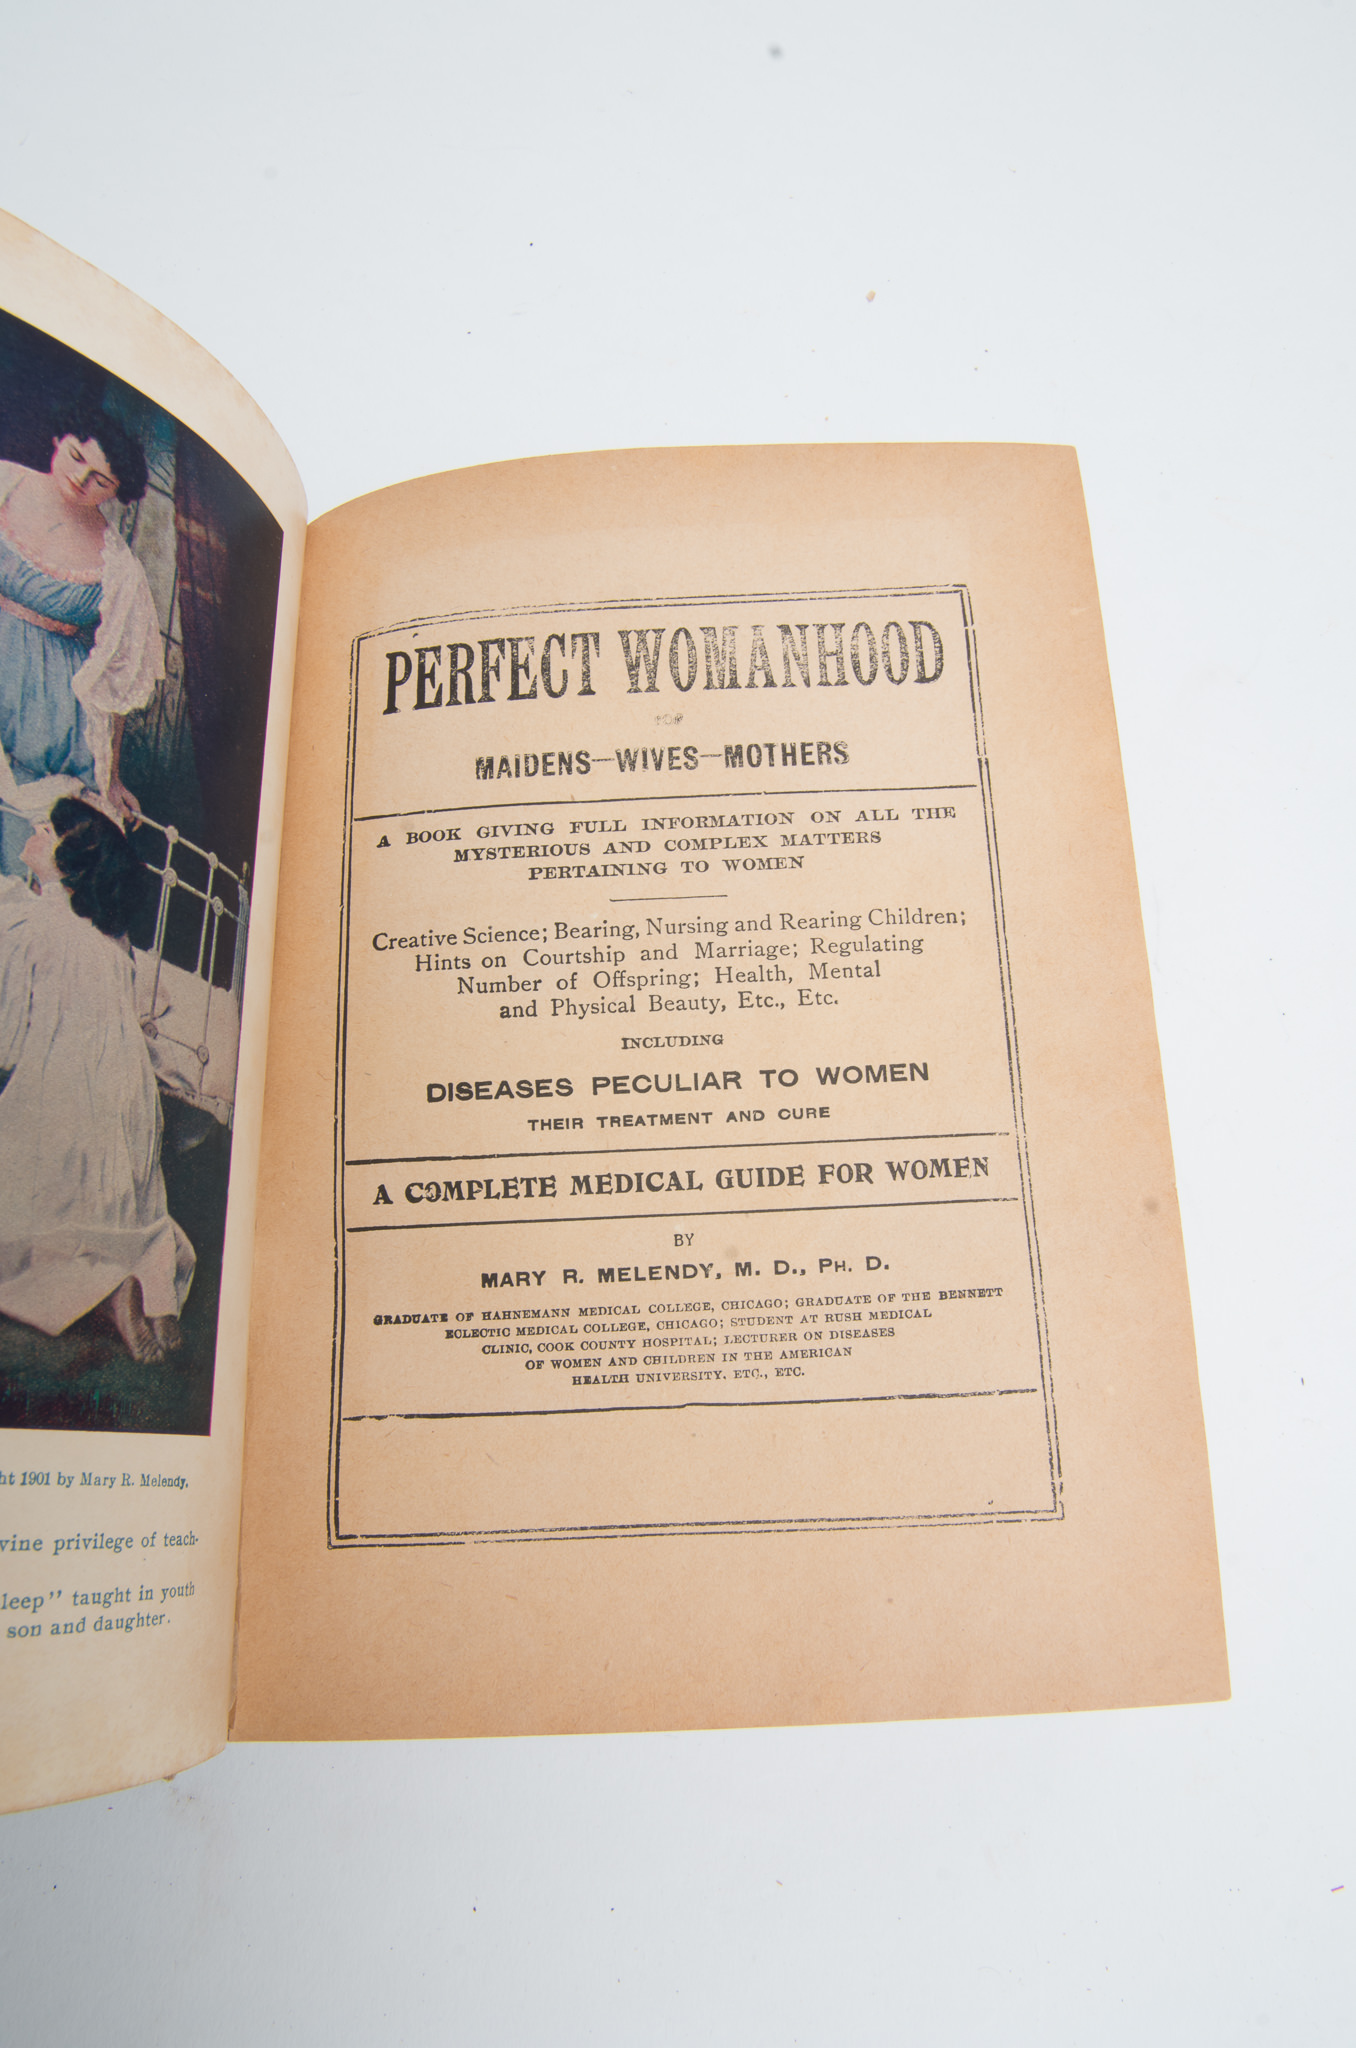 ht 1901 by Mary R. Melendy.
vine privilege of teach-
leep" taught in youth
son and daughter.
PERFECT WOMANHOOD
FOR
MAIDENS—WIVES—MOTHERS
A BOOK GIVING FULL INFORMATION ON ALL THE
MYSTERIOUS AND COMPLEX MATTERS
PERTAINING TO WOMEN
Creative Science; Bearing, Nursing and Rearing Children;
Hints on Courtship and Marriage; Regulating
Number of Offspring; Health, Mental
and Physical Beauty, Etc., Etc.
INCLUDING
DISEASES PECULIAR TO WOMEN
THEIR TREATMENT AND CURE
A COMPLETE MEDICAL GUIDE FOR WOMEN
BY
MARY R. MELENDY, M. D., PH. D.
GRADUATE OF HAHNEMANN MEDICAL COLLEGE, CHICAGO; GRADUATE OF THE BENNETT
ECLECTIC MEDICAL COLLEGE, CHICAGO; STUDENT AT RUSH MEDICAL
CLINIC, COOK COUNTY HOSPITAL; LECTURER ON DISEASES
OF WOMEN AND CHILDREN IN THE AMERICAN
HEALTH UNIVERSITY. ETC., ETC.